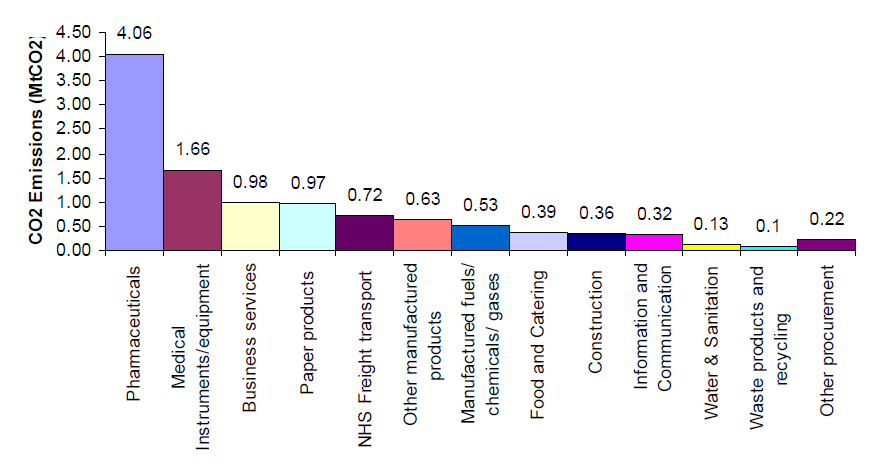 4.50
4.00
3.50
3.00
2.50
2.00
1.50
1.00
0.50
0.00
CO2 Emissions (MtCO2)
4.06
1.66
0.98
0.97
0.72
0.63
0.53
0.39
0.36
0.32
0.13
0.1
0.22
Pharmaceuticals
Medical
Instruments/equipment
Business services
Paper products
NHS Freight transport
Other manufactured
products
Manufactured fuels/
chemicals/ gases
Food and Catering
Construction
Information and
Communication
Water & Sanitation
Waste products and
recycling
Other procurement